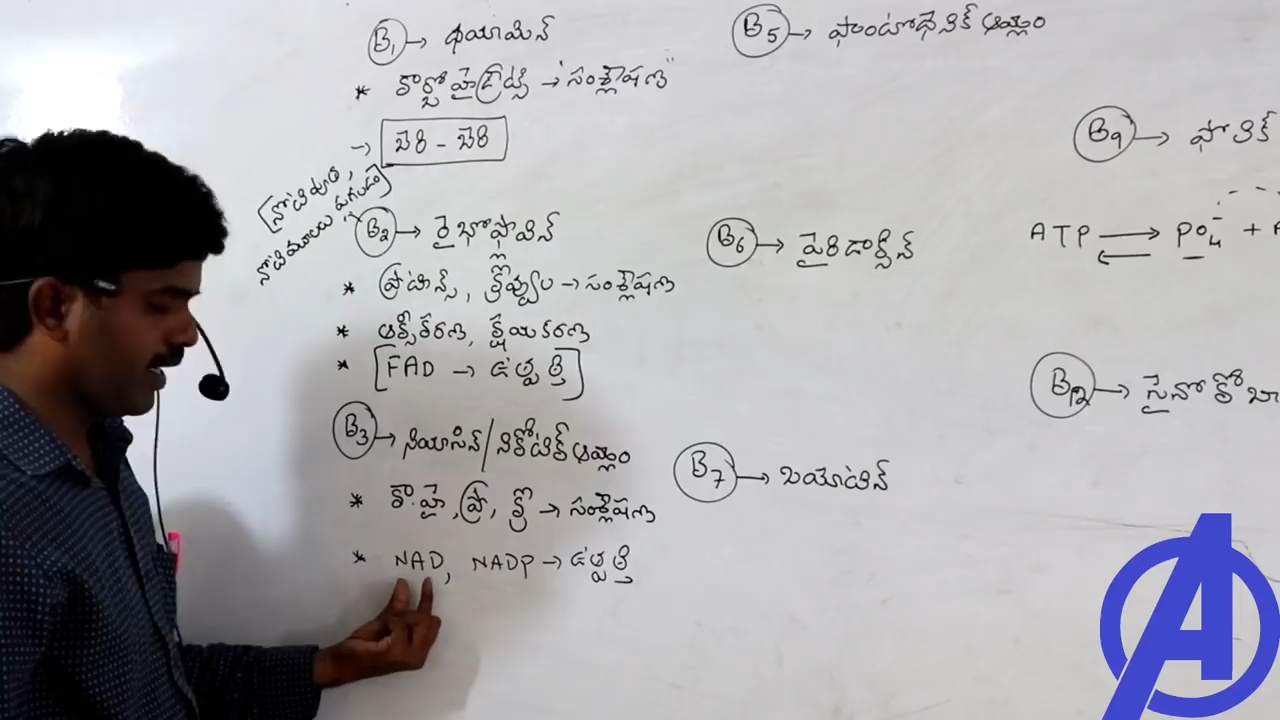 B1 → థయామిన్
* కార్బోహైడ్రేట్స్ → "సంశ్లేషణ"
→ బెరి - బెరి
[నోటిపూత,
నోటిమూలలు పగలుడం]
B2 → రైబోఫ్లావిన్
* ప్రొటీన్స్, క్రొవ్వుల → సంశ్లేషణ
* ఆక్సీకరణ, క్షయకరణ
* [FAD → ఉత్పత్తి]
B3 → నియాసిన్/నికోటిక్ ఆమ్లం
* కా.హై, ప్రొ, క్రొ → సంశ్లేషణ
* NAD, NADP → ఉత్పత్తి
B5 → ఫాంటోథెనిక్ ఆమ్లం
B6 → పైరిడాక్సిన్
B7 → బయోటిన్
B9 → ఫోలిక్
ATP ⇌ PO4 +
B12 → సైనోకోబా